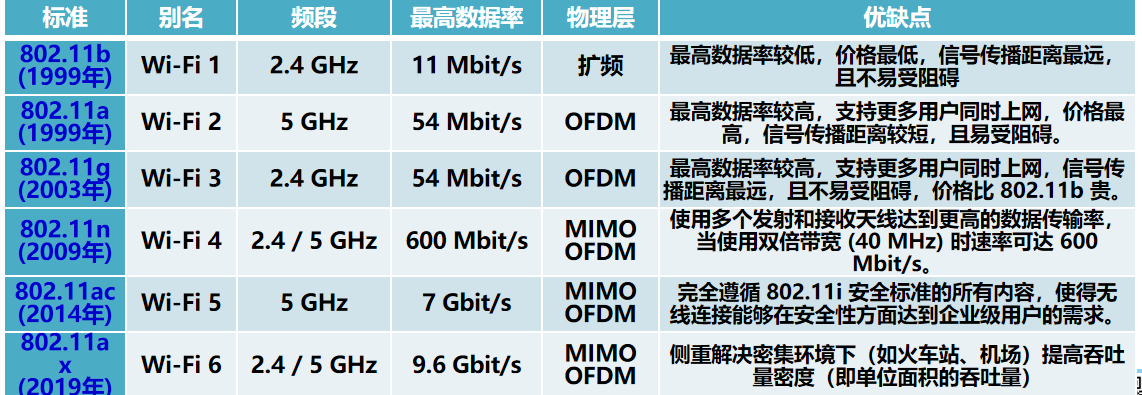 标准 别名 频段 最高数据率 物理层 优缺点
802.11b
(1999年)
Wi-Fi 1
2.4 GHz
11 Mbit/s
扩频
最高数据率较低，价格最低，信号传播距离最远，
且不易受阻碍
802.11a
(1999年)
Wi-Fi 2
5 GHz
54 Mbit/s
OFDM
最高数据率较高，支持更多用户同时上网，价格最
高，信号传播距离较短，且易受阻碍。
802.11g
(2003年)
Wi-Fi 3
2.4 GHz
54 Mbit/s
OFDM
最高数据率较高，支持更多用户同时上网，信号传
播距离最远，且不易受阻碍，价格比 802.11b 贵。
802.11n
(2009年)
Wi-Fi 4
2.4 / 5 GHz
600 Mbit/s
MIMO
OFDM
使用多个发射和接收天线达到更高的数据传输率，
当使用双倍带宽 (40 MHz) 时速率可达 600
Mbit/s。
802.11ac
(2014年)
Wi-Fi 5
5 GHz
7 Gbit/s
MIMO
OFDM
完全遵循 802.11i 安全标准的所有内容，使得无
线连接能够在安全性方面达到企业级用户的需求。
802.11a
x
(2019年)
Wi-Fi 6
2.4 / 5 GHz
9.6 Gbit/s
MIMO
OFDM
侧重解决密集环境下（如火车站、机场）提高吞吐
量密度（即单位面积的吞吐量）